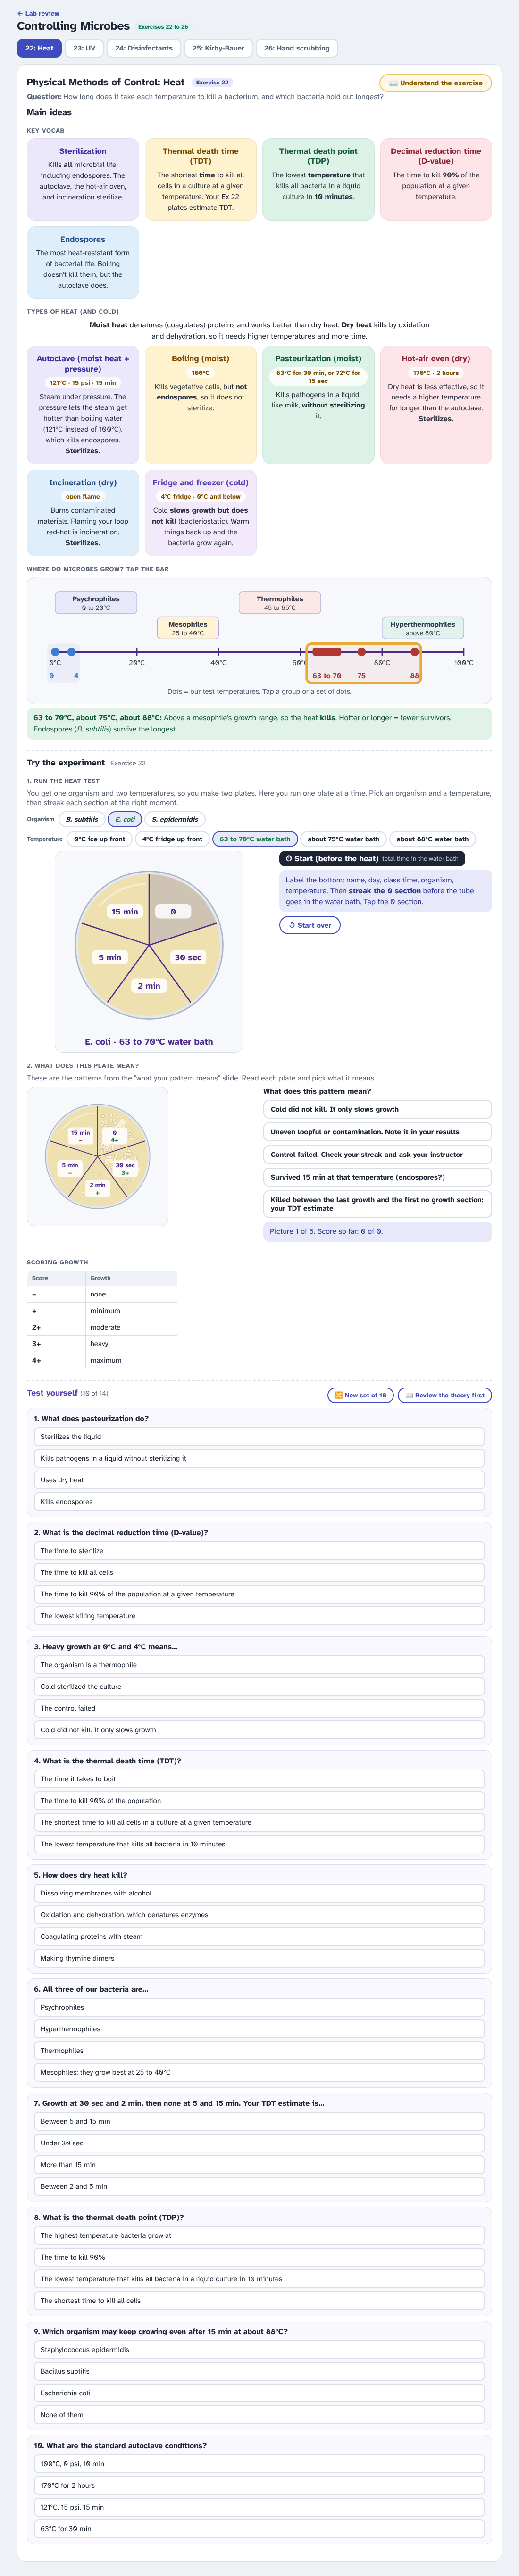 ← Lab review
Controlling Microbes Exercises 22 to 26
22: Heat
23: UV
24: Disinfectants
25: Kirby-Bauer
26: Hand scrubbing
Physical Methods of Control: Heat Exercise 22
📖 Understand the exercise
Question: How long does it take each temperature to kill a bacterium, and which bacteria hold out longest?
Main ideas
KEY VOCAB
Sterilization
Kills all microbial life,
including endospores. The
autoclave, the hot-air oven,
and incineration sterilize.
Thermal death time
(TDT)
The shortest time to kill all
cells in a culture at a given
temperature. Your Ex 22
plates estimate TDT.
Thermal death point
(TDP)
The lowest temperature that
kills all bacteria in a liquid
culture in 10 minutes.
Decimal reduction time
(D-value)
The time to kill 90% of the
population at a given
temperature.
Endospores
The most heat-resistant form
of bacterial life. Boiling
doesn't kill them, but the
autoclave does.
TYPES OF HEAT (AND COLD)
Moist heat denatures (coagulates) proteins and works better than dry heat. Dry heat kills by oxidation
and dehydration, so it needs higher temperatures and more time.
Autoclave (moist heat +
pressure)
121°C · 15 psi · 15 min
Steam under pressure. The
pressure lets the steam get
hotter than boiling water
(121°C instead of 100°C),
which kills endospores.
Sterilizes.
Boiling (moist)
100°C
Kills vegetative cells, but not
endospores, so it does not
sterilize.
Pasteurization (moist)
63°C for 30 min, or 72°C for
15 sec
Kills pathogens in a liquid,
like milk, without sterilizing
it.
Hot-air oven (dry)
170°C · 2 hours
Dry heat is less effective, so it
needs a higher temperature
for longer than the autoclave.
Sterilizes.
Incineration (dry)
open flame
Burns contaminated
materials. Flaming your loop
red-hot is incineration.
Sterilizes.
Fridge and freezer (cold)
4°C fridge · 0°C and below
Cold slows growth but does
not kill (bacteriostatic). Warm
things back up and the
bacteria grow again.
WHERE DO MICROBES GROW? TAP THE BAR
Psychrophiles
0 to 20°C
Thermophiles
45 to 65°C
Mesophiles
25 to 40°C
Hyperthermophiles
above 80°C
0°C 20°C 40°C 60°C 80°C 100°C
0 4 63 to 70 75 88
Dots = our test temperatures. Tap a group or a set of dots.
63 to 70°C, about 75°C, about 88°C: Above a mesophile's growth range, so the heat kills. Hotter or longer = fewer survivors.
Endospores (B. subtilis) survive the longest.
Try the experiment Exercise 22
1. RUN THE HEAT TEST
You get one organism and two temperatures, so you make two plates. Here you run one plate at a time. Pick an organism and a temperature,
then streak each section at the right moment.
Organism B. subtilis E. coli S. epidermidis
Temperature 0°C ice up front 4°C fridge up front 63 to 70°C water bath about 75°C water bath about 88°C water bath
15 min 0
5 min 30 sec
2 min
E. coli · 63 to 70°C water bath
⏱ Start (before the heat) total time in the water bath
Label the bottom: name, day, class time, organism,
temperature. Then streak the 0 section before the tube
goes in the water bath. Tap the 0 section.
↺ Start over
2. WHAT DOES THIS PLATE MEAN?
These are the patterns from the "what your pattern means" slide. Read each plate and pick what it means.
15 min
–
0
4+
5 min
–
30 sec
3+
2 min
+
What does this pattern mean?
Cold did not kill. It only slows growth
Uneven loopful or contamination. Note it in your results
Control failed. Check your streak and ask your instructor
Survived 15 min at that temperature (endospores?)
Killed between the last growth and the first no growth section:
your TDT estimate
Picture 1 of 5. Score so far: 0 of 0.
SCORING GROWTH
Score Growth
– none
+ minimum
2+ moderate
3+ heavy
4+ maximum
Test yourself (10 of 14)
🔀 New set of 10
📖 Review the theory first
1. What does pasteurization do?
Sterilizes the liquid
Kills pathogens in a liquid without sterilizing it
Uses dry heat
Kills endospores
2. What is the decimal reduction time (D-value)?
The time to sterilize
The time to kill all cells
The time to kill 90% of the population at a given temperature
The lowest killing temperature
3. Heavy growth at 0°C and 4°C means...
The organism is a thermophile
Cold sterilized the culture
The control failed
Cold did not kill. It only slows growth
4. What is the thermal death time (TDT)?
The time it takes to boil
The time to kill 90% of the population
The shortest time to kill all cells in a culture at a given temperature
The lowest temperature that kills all bacteria in 10 minutes
5. How does dry heat kill?
Dissolving membranes with alcohol
Oxidation and dehydration, which denatures enzymes
Coagulating proteins with steam
Making thymine dimers
6. All three of our bacteria are...
Psychrophiles
Hyperthermophiles
Thermophiles
Mesophiles: they grow best at 25 to 40°C
7. Growth at 30 sec and 2 min, then none at 5 and 15 min. Your TDT estimate is...
Between 5 and 15 min
Under 30 sec
More than 15 min
Between 2 and 5 min
8. What is the thermal death point (TDP)?
The highest temperature bacteria grow at
The time to kill 90%
The lowest temperature that kills all bacteria in a liquid culture in 10 minutes
The shortest time to kill all cells
9. Which organism may keep growing even after 15 min at about 88°C?
Staphylococcus epidermidis
Bacillus subtilis
Escherichia coli
None of them
10. What are the standard autoclave conditions?
100°C, 0 psi, 10 min
170°C for 2 hours
121°C, 15 psi, 15 min
63°C for 30 min